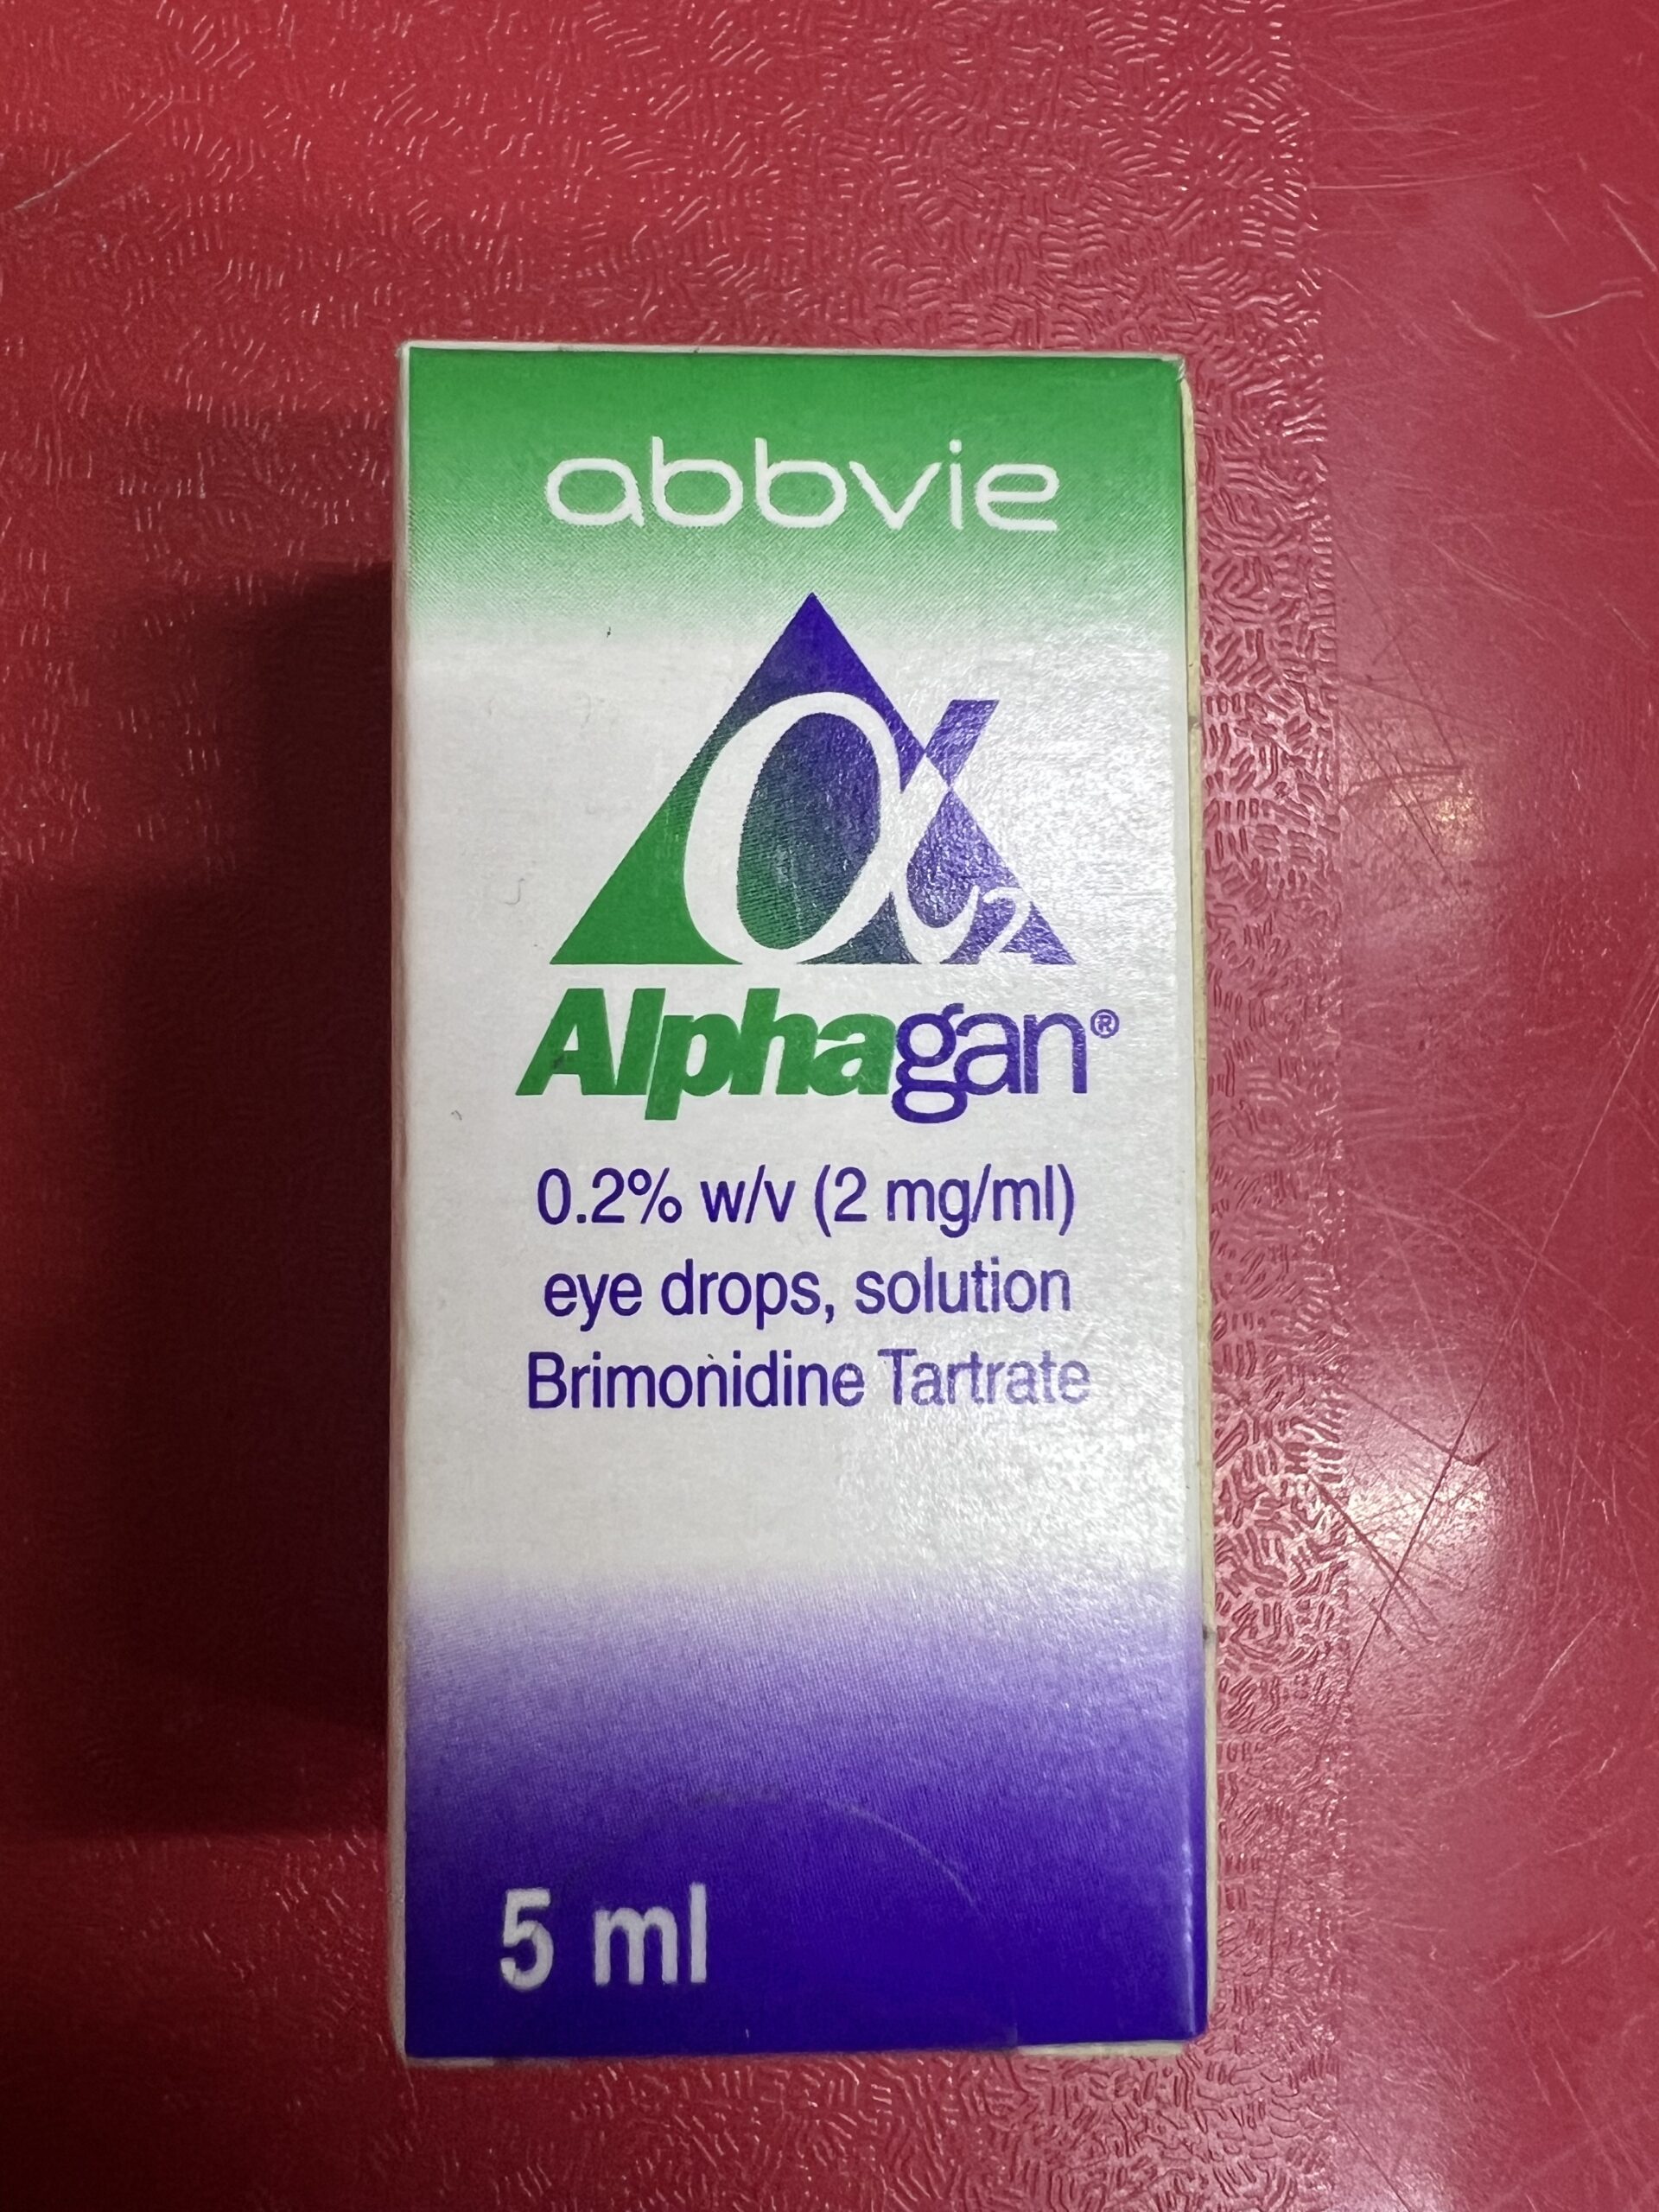 abbvie
α2
Alphagan®
0.2% w/v (2 mg/ml)
eye drops, solution
Brimonidine Tartrate
5 ml